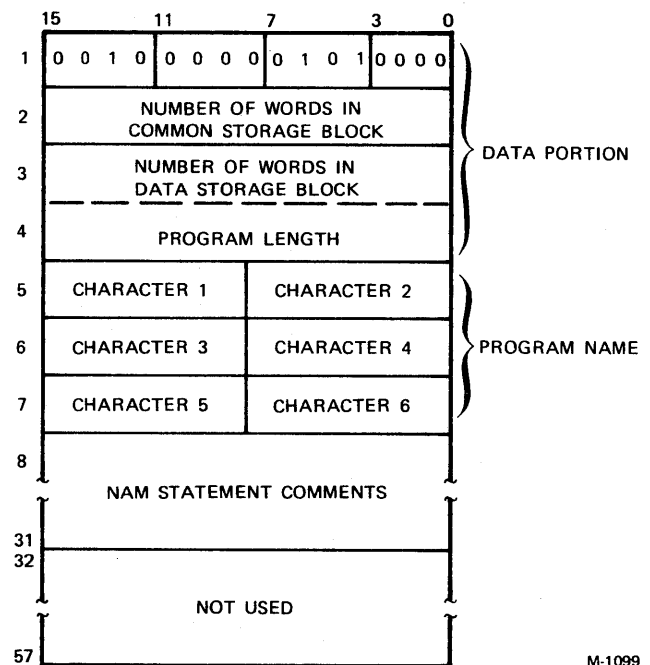 15 11 7 3 0
1 0 0 1 0 0 0 0 0 0 1 0 1 0 0 0 0
2 NUMBER OF WORDS IN
COMMON STORAGE BLOCK
DATA PORTION
3 NUMBER OF WORDS IN
DATA STORAGE BLOCK
4 PROGRAM LENGTH
5 CHARACTER 1 CHARACTER 2
6 CHARACTER 3 CHARACTER 4 PROGRAM NAME
7 CHARACTER 5 CHARACTER 6
8
NAM STATEMENT COMMENTS
31
32
NOT USED
57
M-1099